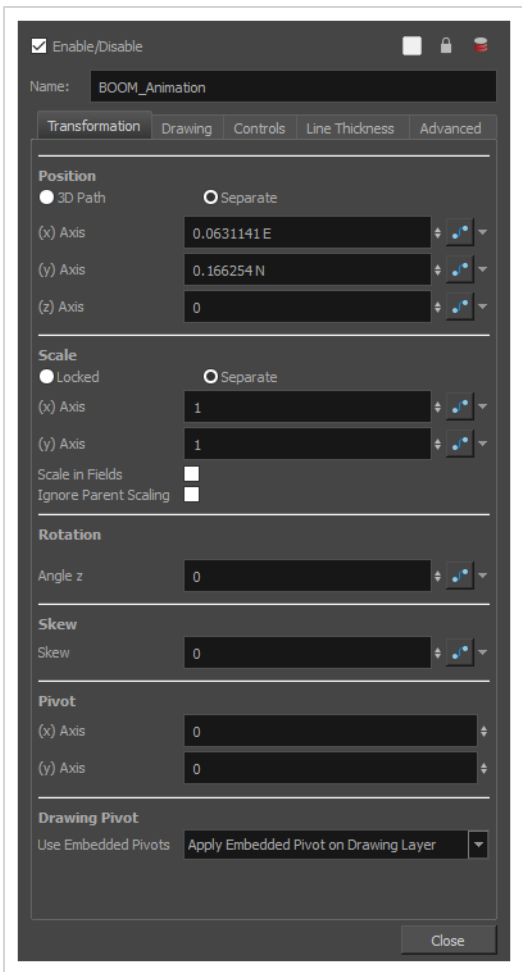 Enable/Disable
Name: BOOM_Animation
Transformation Drawing Controls Line Thickness Advanced
Position
3D Path Separate
(x) Axis 0.0631141 E
(y) Axis 0.166254 N
(z) Axis 0
Scale
Locked Separate
(x) Axis 1
(y) Axis 1
Scale in Fields
Ignore Parent Scaling
Rotation
Angle z 0
Skew
Skew 0
Pivot
(x) Axis 0
(y) Axis 0
Drawing Pivot
Use Embedded Pivots Apply Embedded Pivot on Drawing Layer
Close